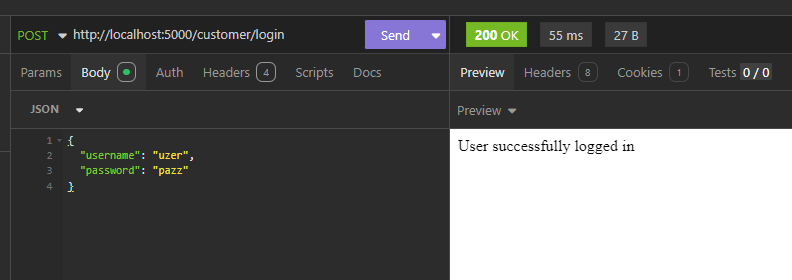 POST http://localhost:5000/customer/login Send
200 OK 55 ms 27 B
Params Body Auth Headers 4 Scripts Docs
Preview Headers 8 Cookies 1 Tests 0 / 0
JSON
Preview
1 {
2 "username": "uzer",
3 "password": "pazz"
4 }
User successfully logged in